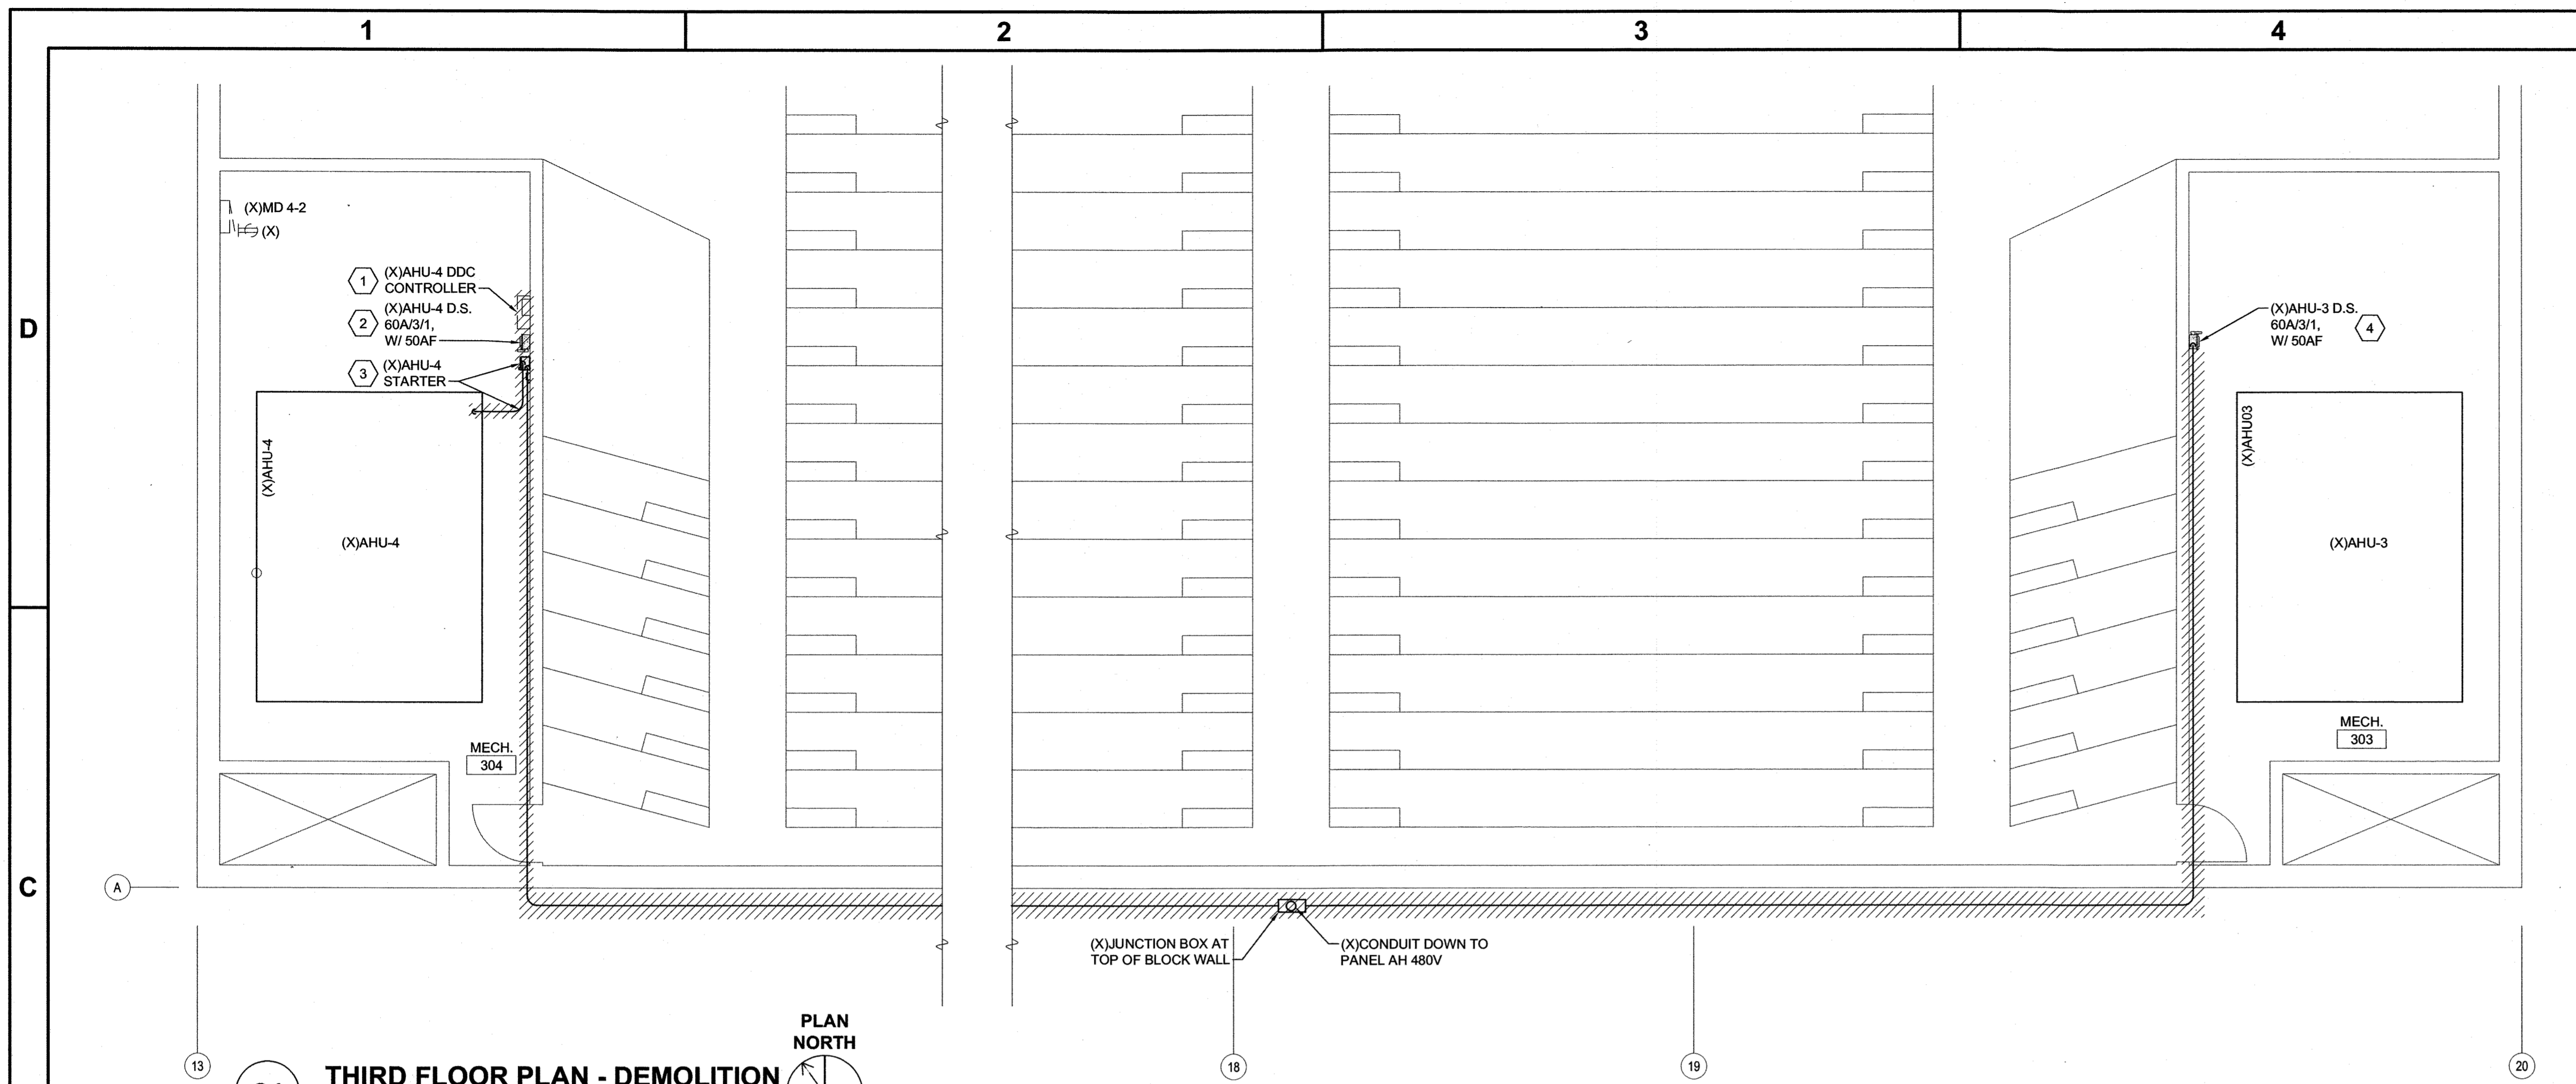 1
2
3
4
D
C
(X)MD 4-2
(X)
1
(X)AHU-4 DDC
CONTROLLER
2
(X)AHU-4 D.S.
60A/3/1,
W/ 50AF
3
(X)AHU-4
STARTER
(X)AHU-4
(X)AHU-4
MECH.
304
(X)AHU-3 D.S.
60A/3/1,
W/ 50AF
4
(X)AHU03
(X)AHU-3
MECH.
303
A
(X)JUNCTION BOX AT
TOP OF BLOCK WALL
(X)CONDUIT DOWN TO
PANEL AH 480V
13
18
19
20
PLAN
NORTH
THIRD FLOOR PLAN - DEMOLITION